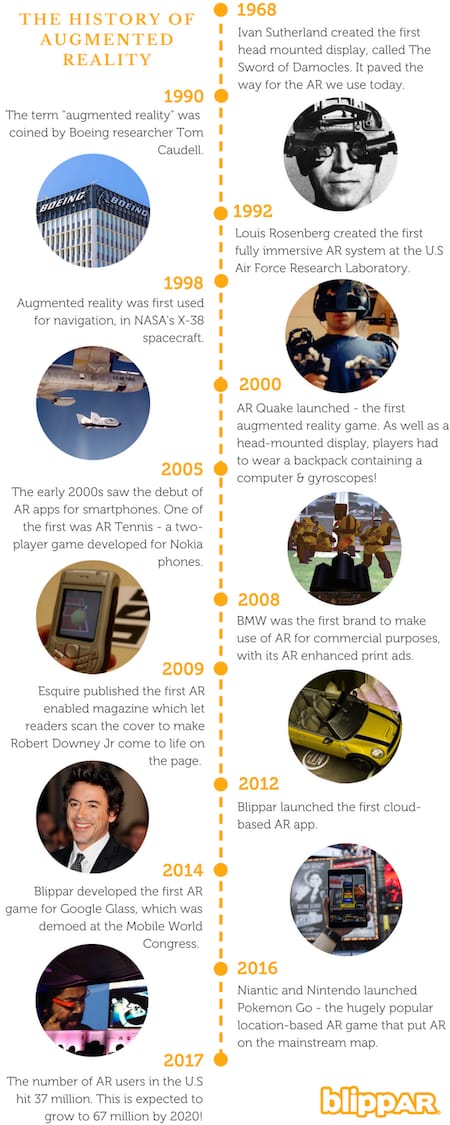 THE HISTORY OF
AUGMENTED
REALITY
1968
Ivan Sutherland created the first
head mounted display, called The
Sword of Damocles. It paved the
way for the AR we use today.
1990
The term "augmented reality" was
coined by Boeing researcher Tom
Caudell.
BOEING
BOEING
1992
Louis Rosenberg created the first
fully immersive AR system at the U.S
Air Force Research Laboratory.
1998
Augmented reality was first used
for navigation, in NASA's X-38
spacecraft.
2000
AR Quake launched - the first
augmented reality game. As well as a
head-mounted display, players had
to wear a backpack containing a
computer & gyroscopes!
2005
The early 2000s saw the debut of
AR apps for smartphones. One of
the first was AR Tennis - a two-
player game developed for Nokia
phones.
2008
BMW was the first brand to make
use of AR for commercial purposes,
with its AR enhanced print ads.
2009
Esquire published the first AR
enabled magazine which let
readers scan the cover to make
Robert Downey Jr come to life on
the page.
2012
Blippar launched the first cloud-
based AR app.
2014
Blippar developed the first AR
game for Google Glass, which was
demoed at the Mobile World
Congress.
2016
Niantic and Nintendo launched
Pokemon Go - the hugely popular
location-based AR game that put AR
on the mainstream map.
2017
The number of AR users in the U.S
hit 37 million. This is expected to
grow to 67 million by 2020!
blippAR